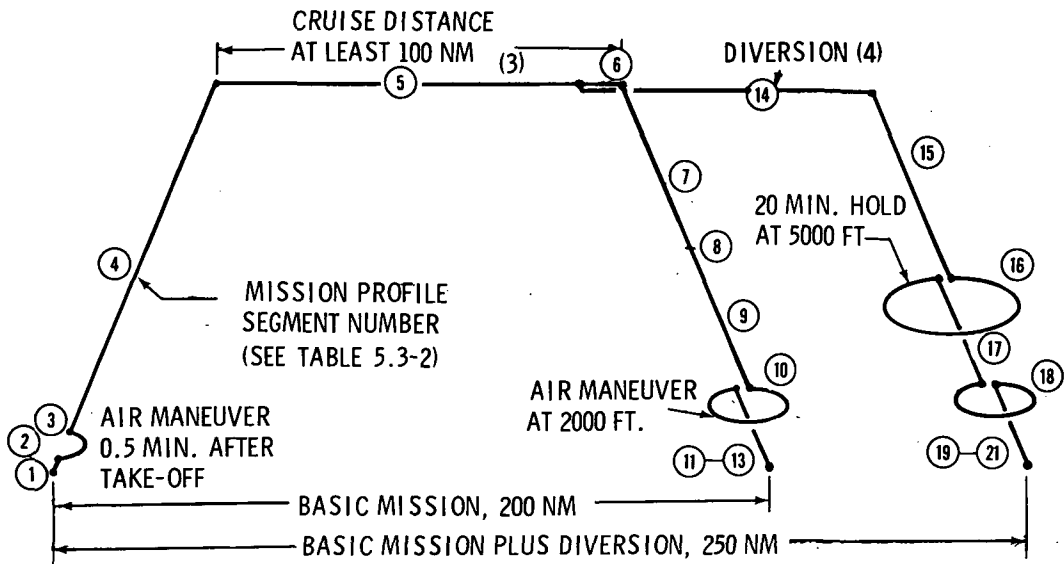 CRUISE DISTANCE
AT LEAST 100 NM
(3)
6
DIVERSION (4)
5
14
15
7
20 MIN. HOLD
AT 5000 FT
8
16
4
MISSION PROFILE
SEGMENT NUMBER
(SEE TABLE 5.3-2)
9
17
10
18
AIR MANEUVER
AT 2000 FT.
3
2
1
AIR MANEUVER
0.5 MIN. AFTER
TAKE-OFF
11 — 13
19 — 21
BASIC MISSION, 200 NM
BASIC MISSION PLUS DIVERSION, 250 NM